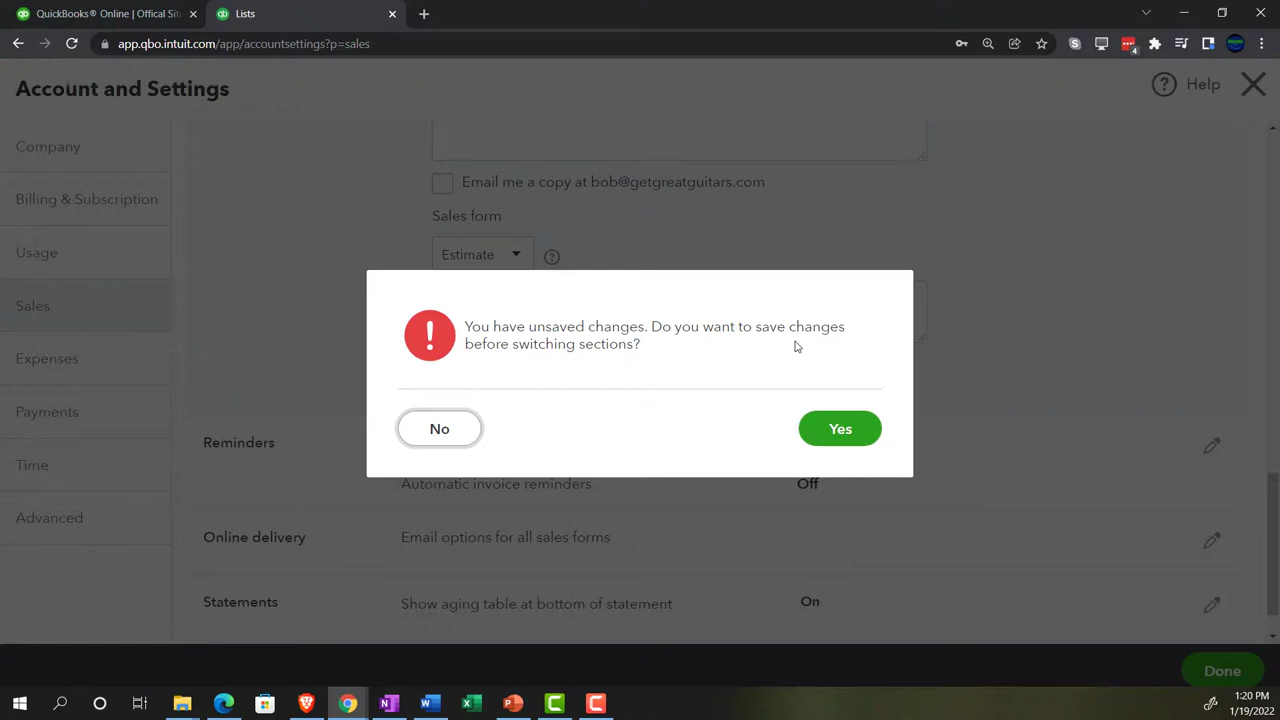 QuickBooks® Online | Offical Sit
Lists
app.qbo.intuit.com/app/accountsettings?p=sales
4
Account and Settings
Help
Company
Billing & Subscription
Usage
Sales
Expenses
Payments
Time
Advanced
Email me a copy at bob@getgreatguitars.com
Sales form
Estimate
You have unsaved changes. Do you want to save changes
before switching sections?
No
Yes
Reminders
Automatic invoice reminders
Off
Online delivery
Email options for all sales forms
Statements
Show aging table at bottom of statement
On
Done
1:20 PM
1/19/2022